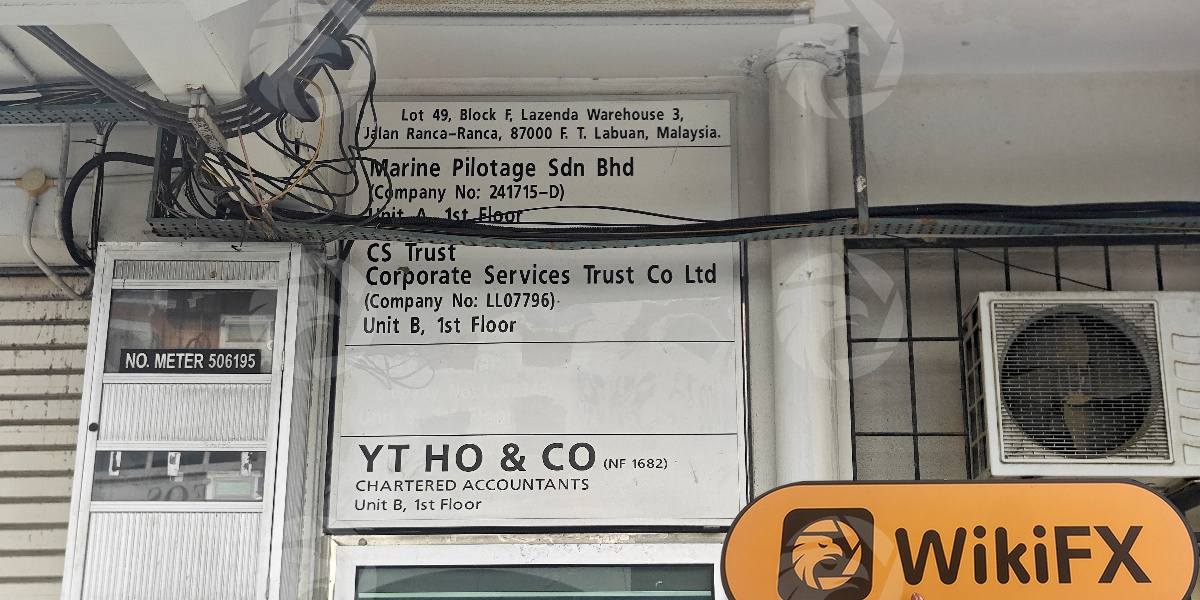 Lot 49, Block F, Lazenda Warehouse 3,
Jalan Ranca-Ranca, 87000 F. T. Labuan, Malaysia.
Marine Pilotage Sdn Bhd
(Company No: 241715-D)
Unit A, 1st Floor
CS Trust
Corporate Services Trust Co Ltd
(Company No: LL07796)
Unit B, 1st Floor
NO. METER 506195
YT HO & CO (NF 1682)
CHARTERED ACCOUNTANTS
Unit B, 1st Floor
WikiFX